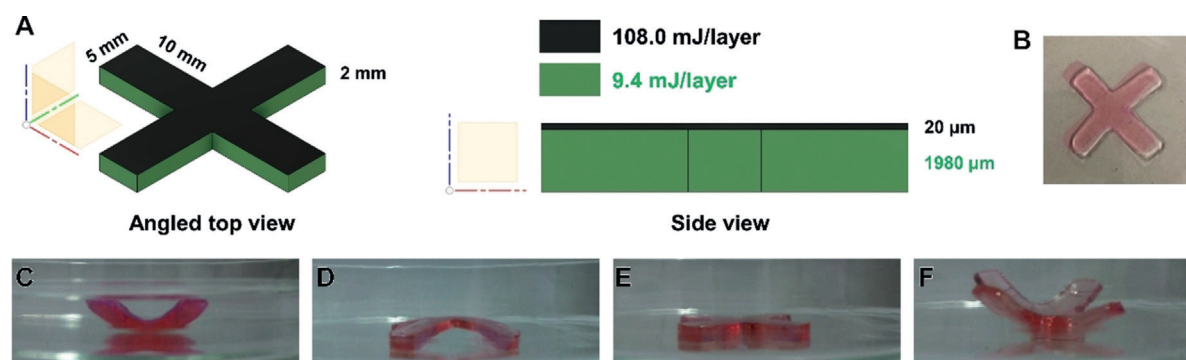 A
5 mm
10 mm
2 mm
Angled top view
108.0 mJ/layer
9.4 mJ/layer
20 µm
1980 µm
Side view
B
C
D
E
F